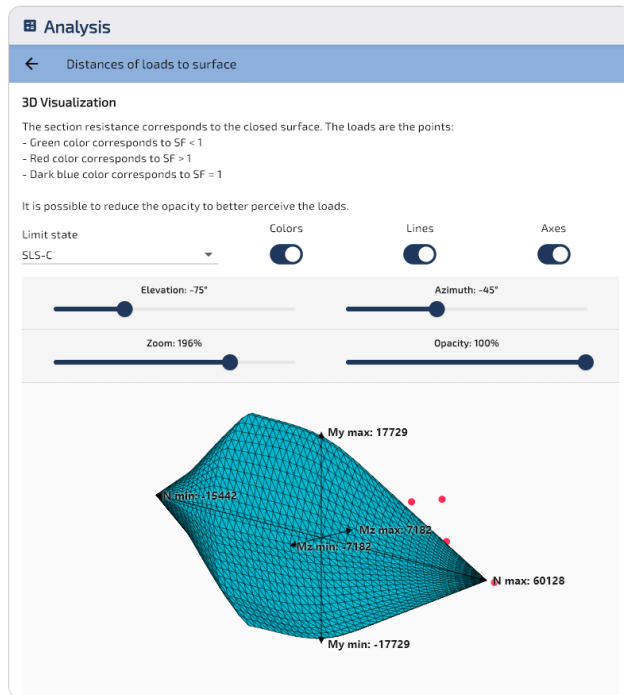 Analysis
Distances of loads to surface
3D Visualization
The section resistance corresponds to the closed surface. The loads are the points:
- Green color corresponds to SF < 1
- Red color corresponds to SF > 1
- Dark blue color corresponds to SF = 1
It is possible to reduce the opacity to better perceive the loads.
Limit state
SLS-C
Colors
Lines
Axes
Elevation: -75°
Azimuth: -45°
Zoom: 196%
Opacity: 100%
My max: 17729
N min: -15442
Mz max: 7182
Mz min: -7182
N max: 60128
My min: -17729